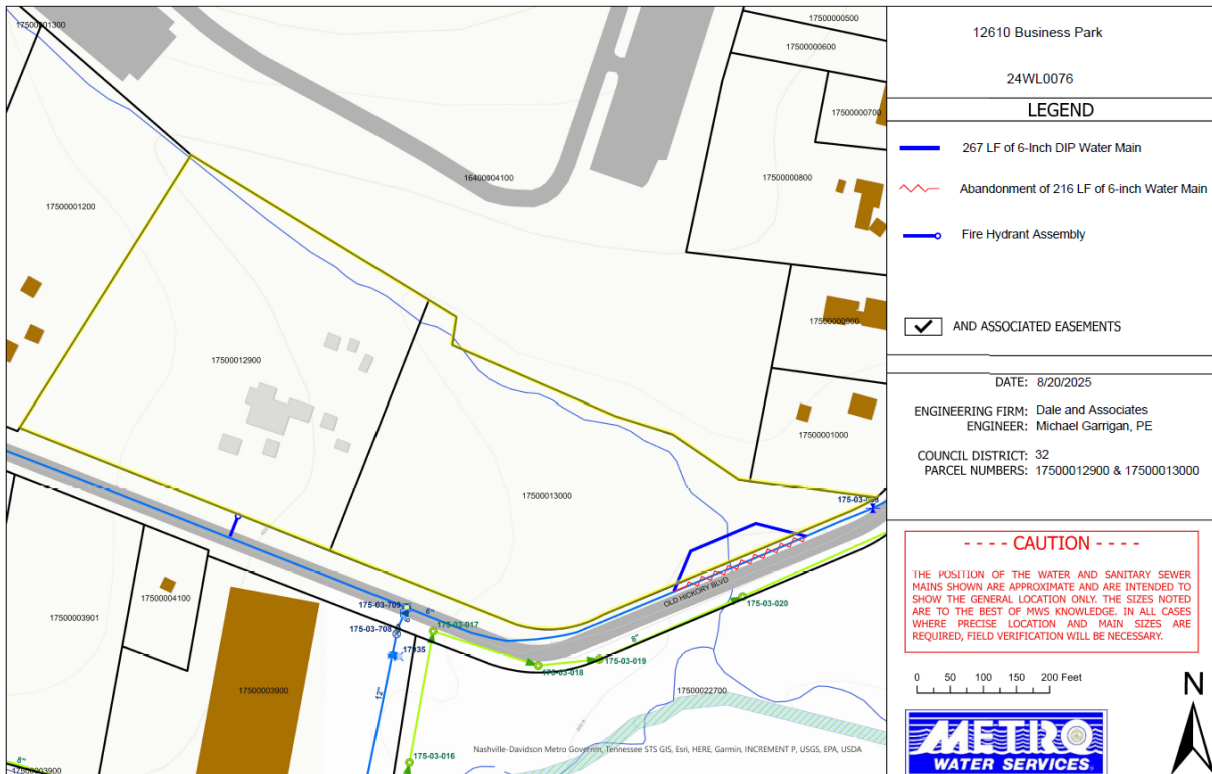 17500001300
17500000500
17500000600
17500000700
16400004100
17500000800
17500001200
17500000900
17500012900
17500001000
17500013000
175-03-709
6"
175-03-708
175-03-017
17935
12"
175-03-018
175-03-019
8"
175-03-020
OLD HICKORY BLVD
17500004100
17500003901
17500003900
17500022700
175-03-016
8"
17500003900
Nashville-Davidson Metro Governm, Tennessee STS GIS, Esri, HERE, Garmin, INCREMENT P, USGS, EPA, USDA
12610 Business Park
24WL0076
LEGEND
267 LF of 6-Inch DIP Water Main
Abandonment of 216 LF of 6-inch Water Main
Fire Hydrant Assembly
AND ASSOCIATED EASEMENTS
DATE: 8/20/2025
ENGINEERING FIRM: Dale and Associates
ENGINEER: Michael Garrigan, PE
COUNCIL DISTRICT: 32
PARCEL NUMBERS: 17500012900 & 17500013000
- - - - CAUTION - - - -
THE POSITION OF THE WATER AND SANITARY SEWER
MAINS SHOWN ARE APPROXIMATE AND ARE INTENDED TO
SHOW THE GENERAL LOCATION ONLY. THE SIZES NOTED
ARE TO THE BEST OF MWS KNOWLEDGE. IN ALL CASES
WHERE PRECISE LOCATION AND MAIN SIZES ARE
REQUIRED, FIELD VERIFICATION WILL BE NECESSARY.
0 50 100 150 200 Feet
N
METRO
WATER SERVICES